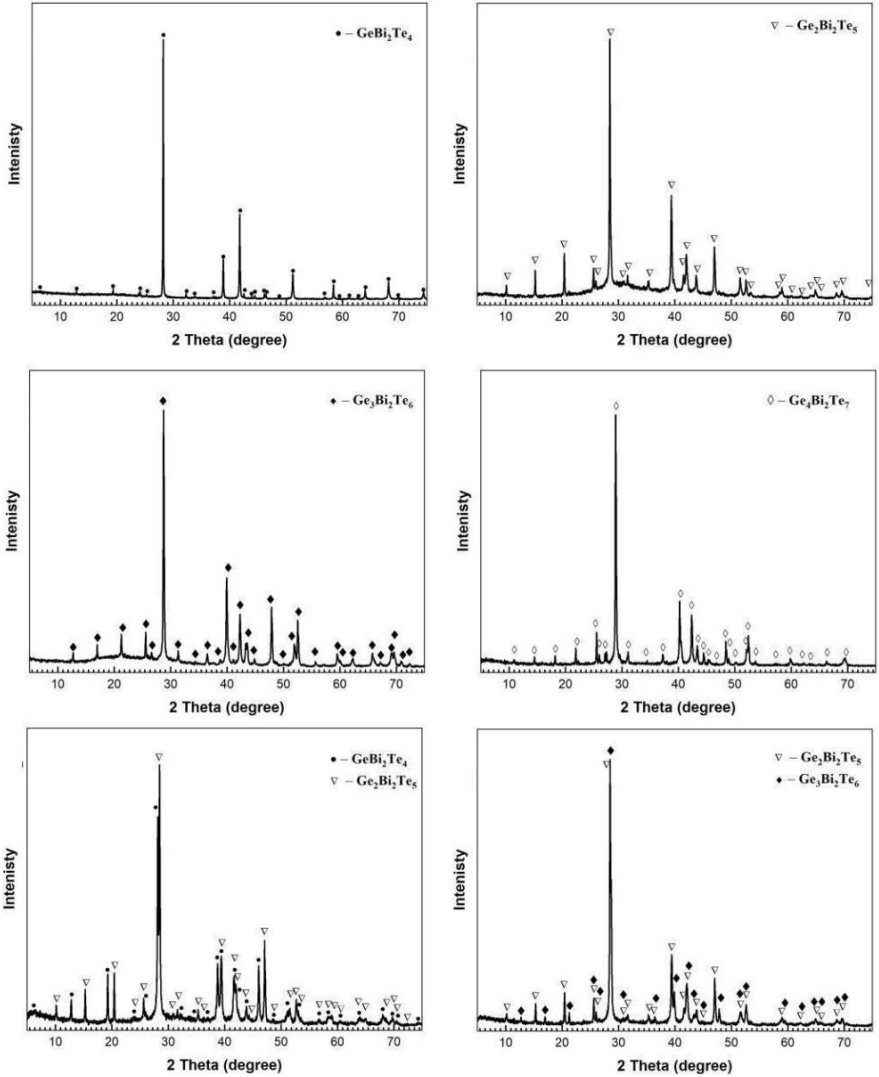 ● – GeBi₂Te₄
Intenisty
10 20 30 40 50 60 70
2 Theta (degree)
▽ – Ge₂Bi₂Te₅
Intenisty
10 20 30 40 50 60 70
2 Theta (degree)
♦ – Ge₃Bi₂Te₆
Intenisty
10 20 30 40 50 60 70
2 Theta (degree)
◊ – Ge₄Bi₂Te₇
Intenisty
10 20 30 40 50 60 70
2 Theta (degree)
● – GeBi₂Te₄
▽ – Ge₂Bi₂Te₅
Intenisty
10 20 30 40 50 60 70
2 Theta (degree)
▽ – Ge₂Bi₂Te₅
♦ – Ge₃Bi₂Te₆
Intenisty
10 20 30 40 50 60 70
2 Theta (degree)